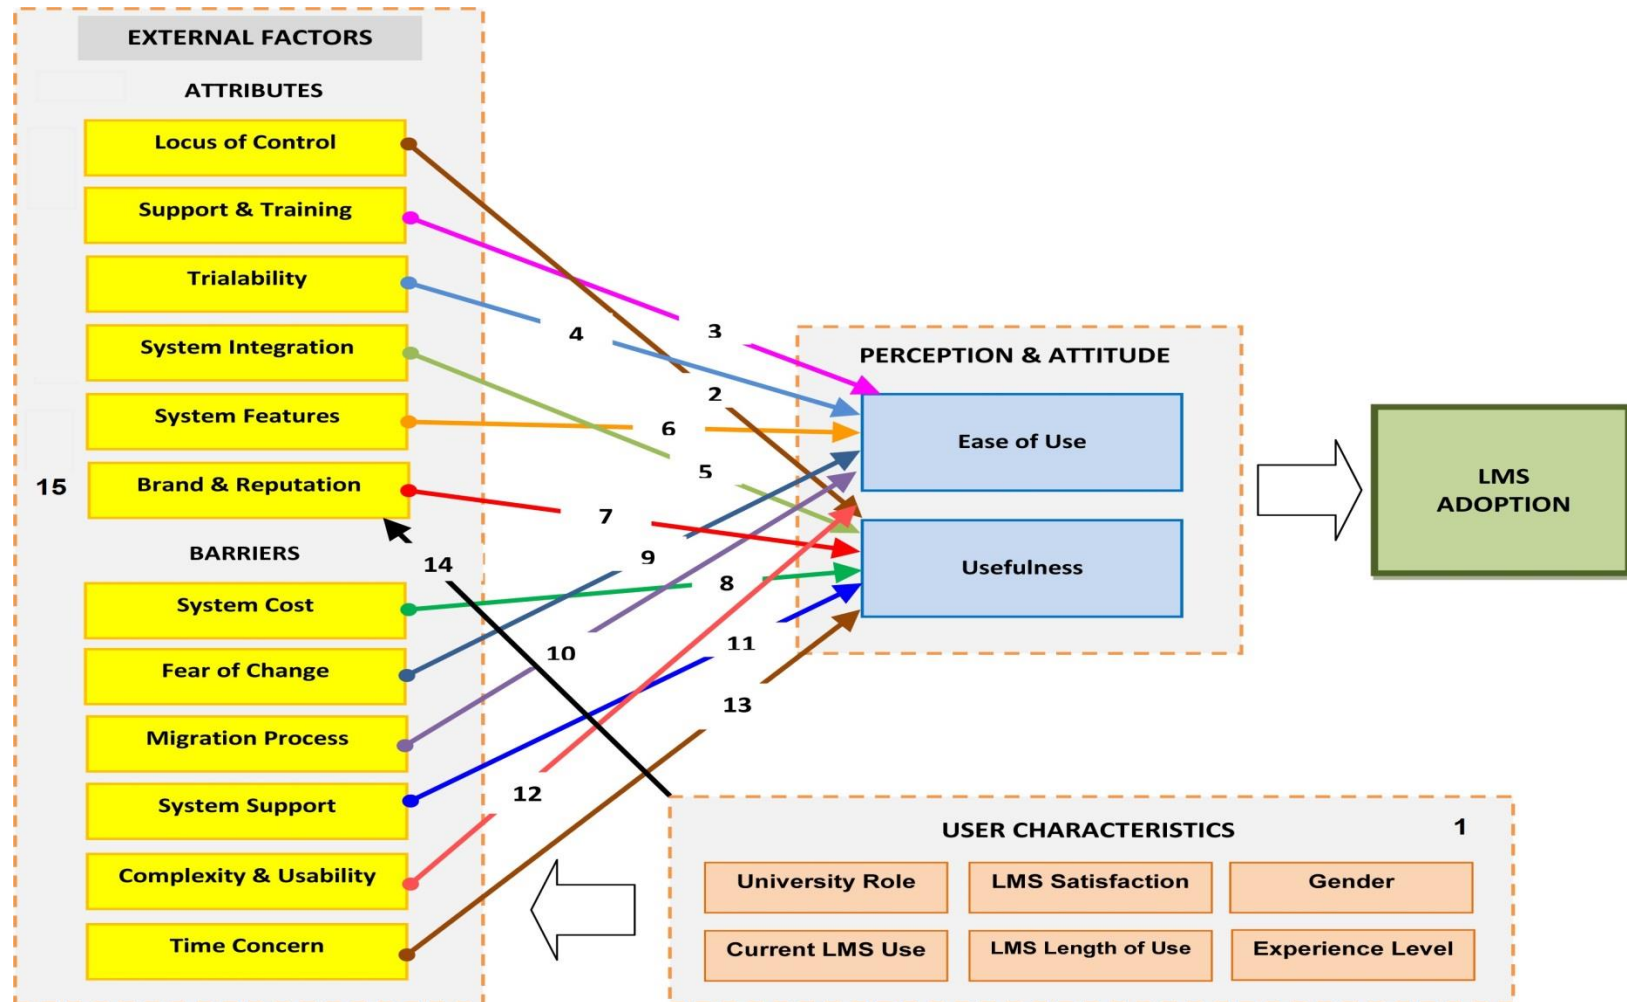 EXTERNAL FACTORS
ATTRIBUTES
Locus of Control
Support & Training
Trialability
System Integration
System Features
15
Brand & Reputation
BARRIERS
System Cost
Fear of Change
Migration Process
System Support
Complexity & Usability
Time Concern
3
4
2
6
5
7
9
14
8
11
10
13
12
PERCEPTION & ATTITUDE
Ease of Use
Usefulness
LMS
ADOPTION
USER CHARACTERISTICS
1
University Role
LMS Satisfaction
Gender
Current LMS Use
LMS Length of Use
Experience Level